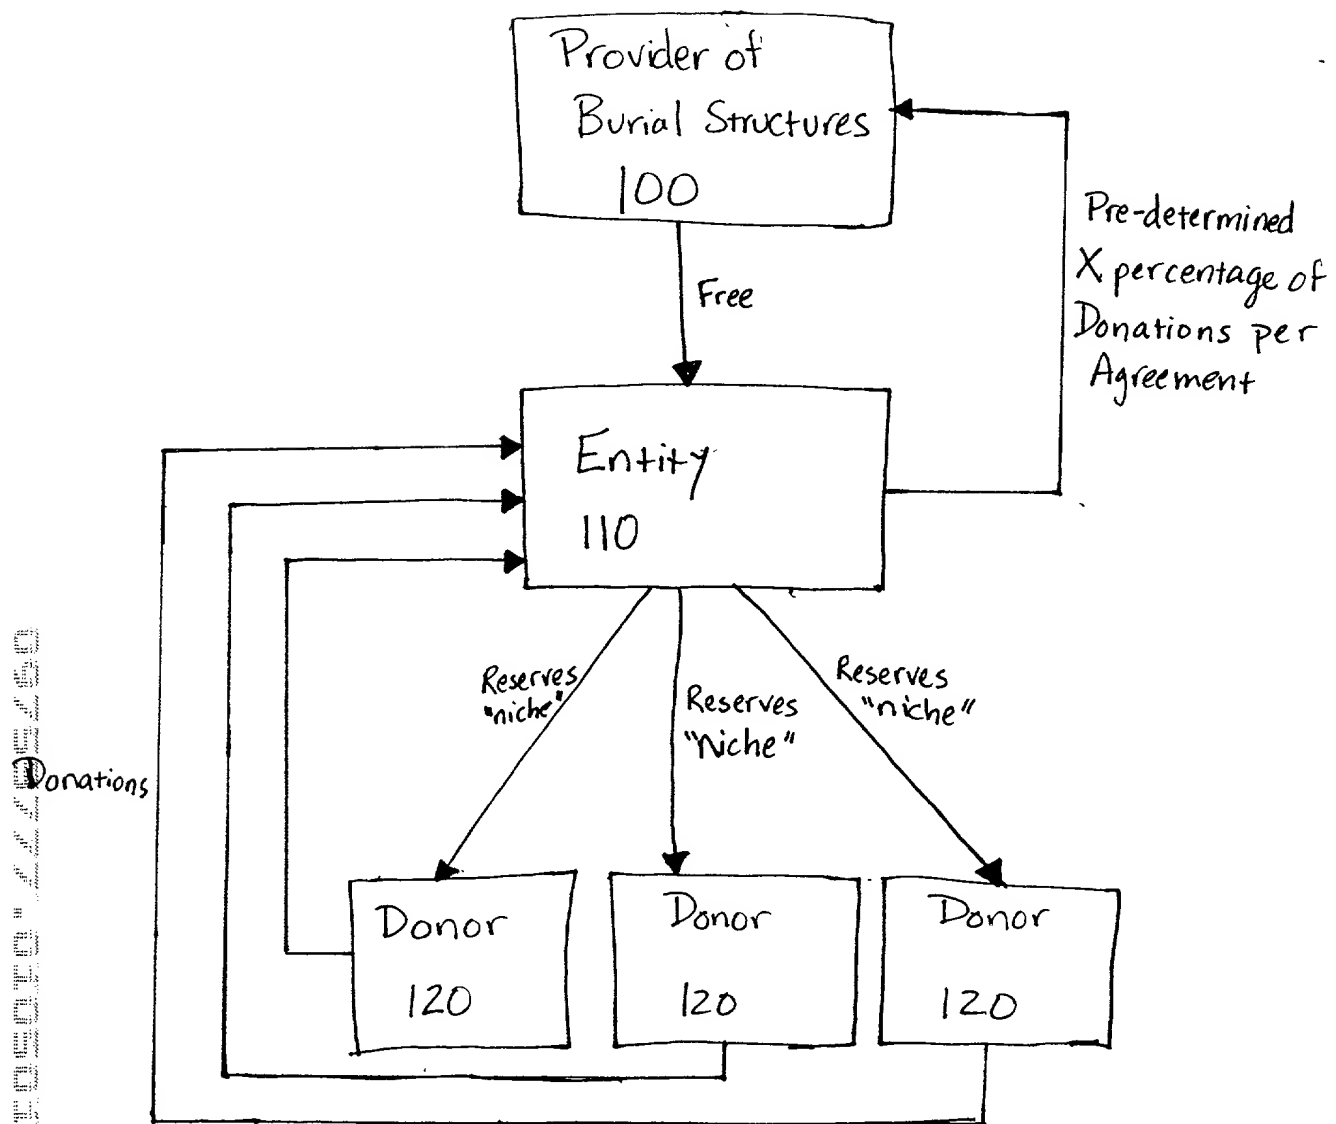 Provider of
Burial Structures
100
Pre-determined
X percentage of
Donations per
Agreement
Free
Entity
110
Reserves
"niche"
Reserves
"Niche"
Reserves
"niche"
Donations
Donor
120
Donor
120
Donor
120